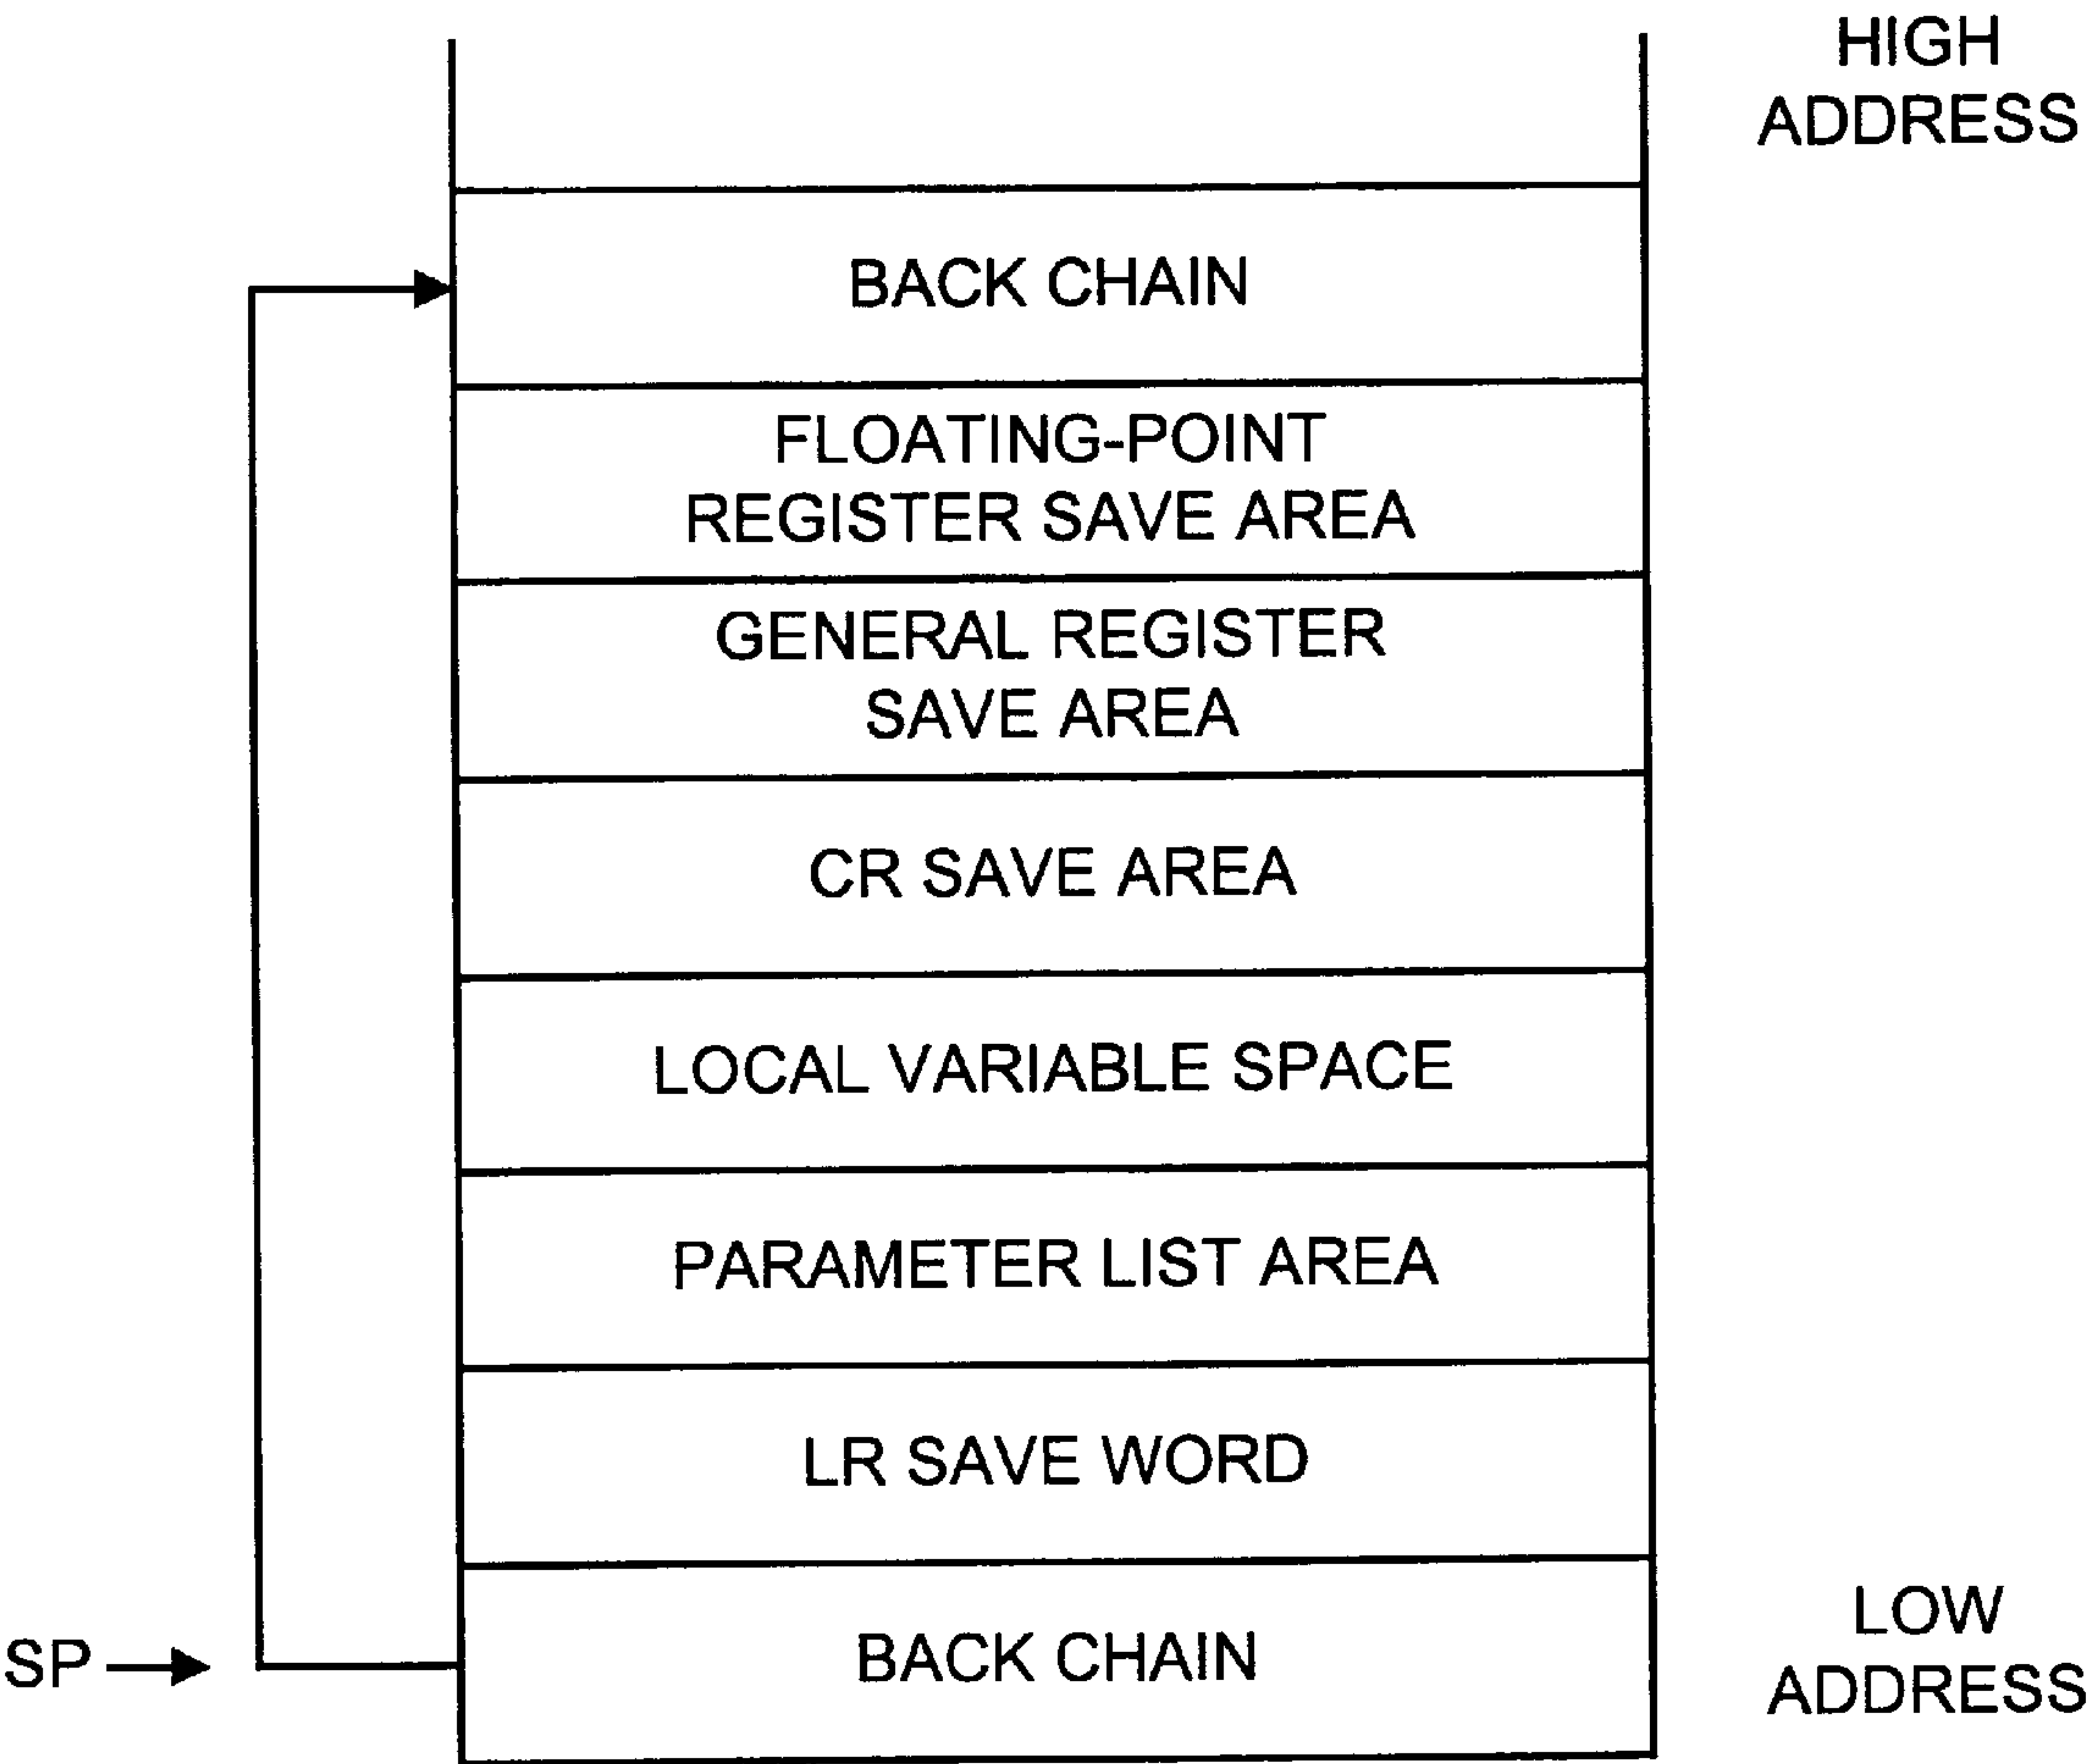 HIGH
ADDRESS
BACK CHAIN
FLOATING-POINT
REGISTER SAVE AREA
GENERAL REGISTER
SAVE AREA
CR SAVE AREA
LOCAL VARIABLE SPACE
PARAMETER LIST AREA
LR SAVE WORD
SP
BACK CHAIN
LOW
ADDRESS